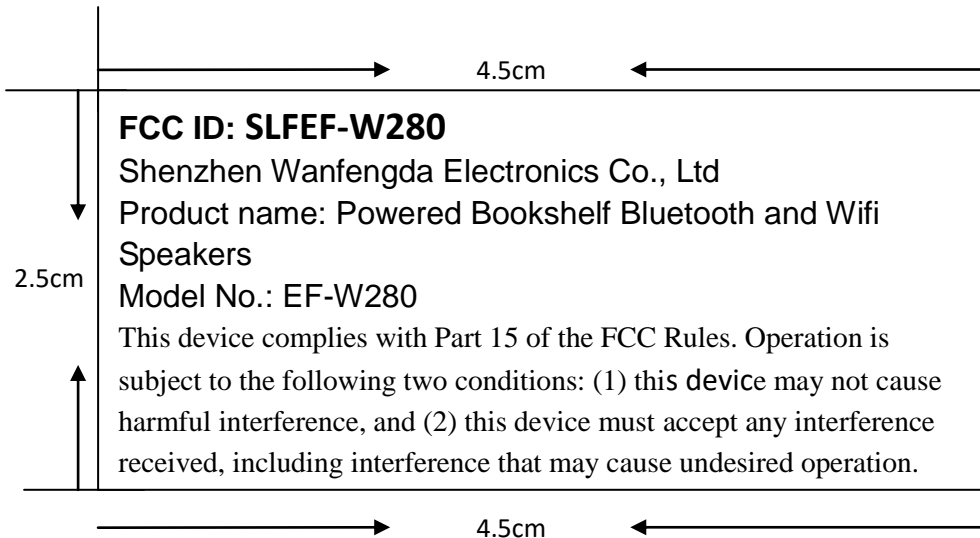 4.5cm
FCC ID: SLFEF-W280
Shenzhen Wanfengda Electronics Co., Ltd
Product name: Powered Bookshelf Bluetooth and Wifi
Speakers
2.5cm
Model No.: EF-W280
This device complies with Part 15 of the FCC Rules. Operation is
subject to the following two conditions: (1) this device may not cause
harmful interference, and (2) this device must accept any interference
received, including interference that may cause undesired operation.
4.5cm